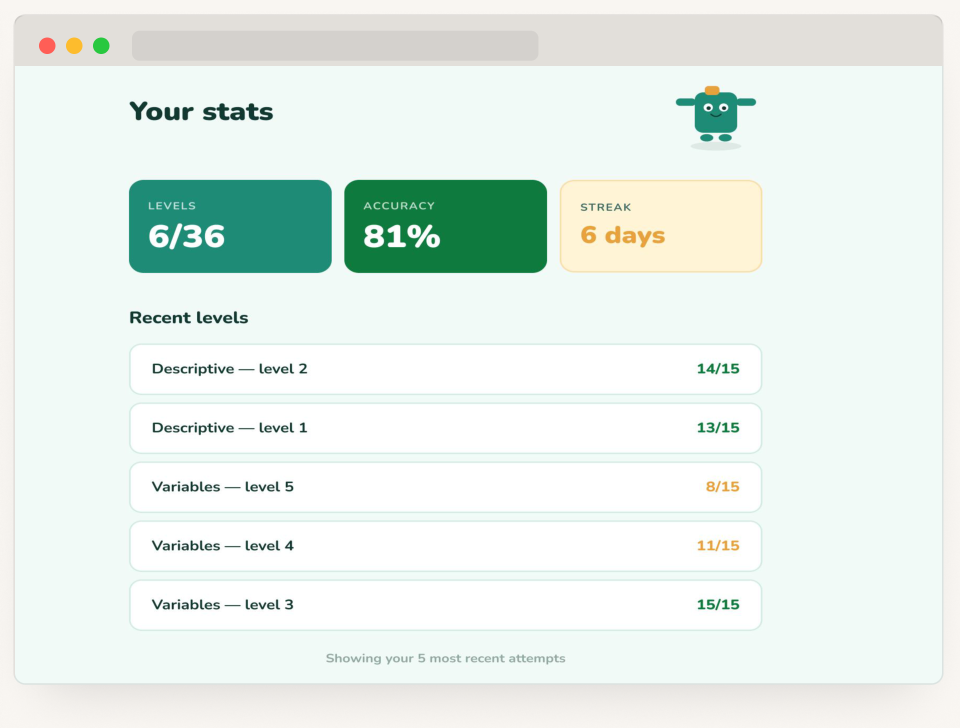 Your stats
LEVELS
6/36
ACCURACY
81%
STREAK
6 days
Recent levels
Descriptive — level 2 14/15
Descriptive — level 1 13/15
Variables — level 5 8/15
Variables — level 4 11/15
Variables — level 3 15/15
Showing your 5 most recent attempts